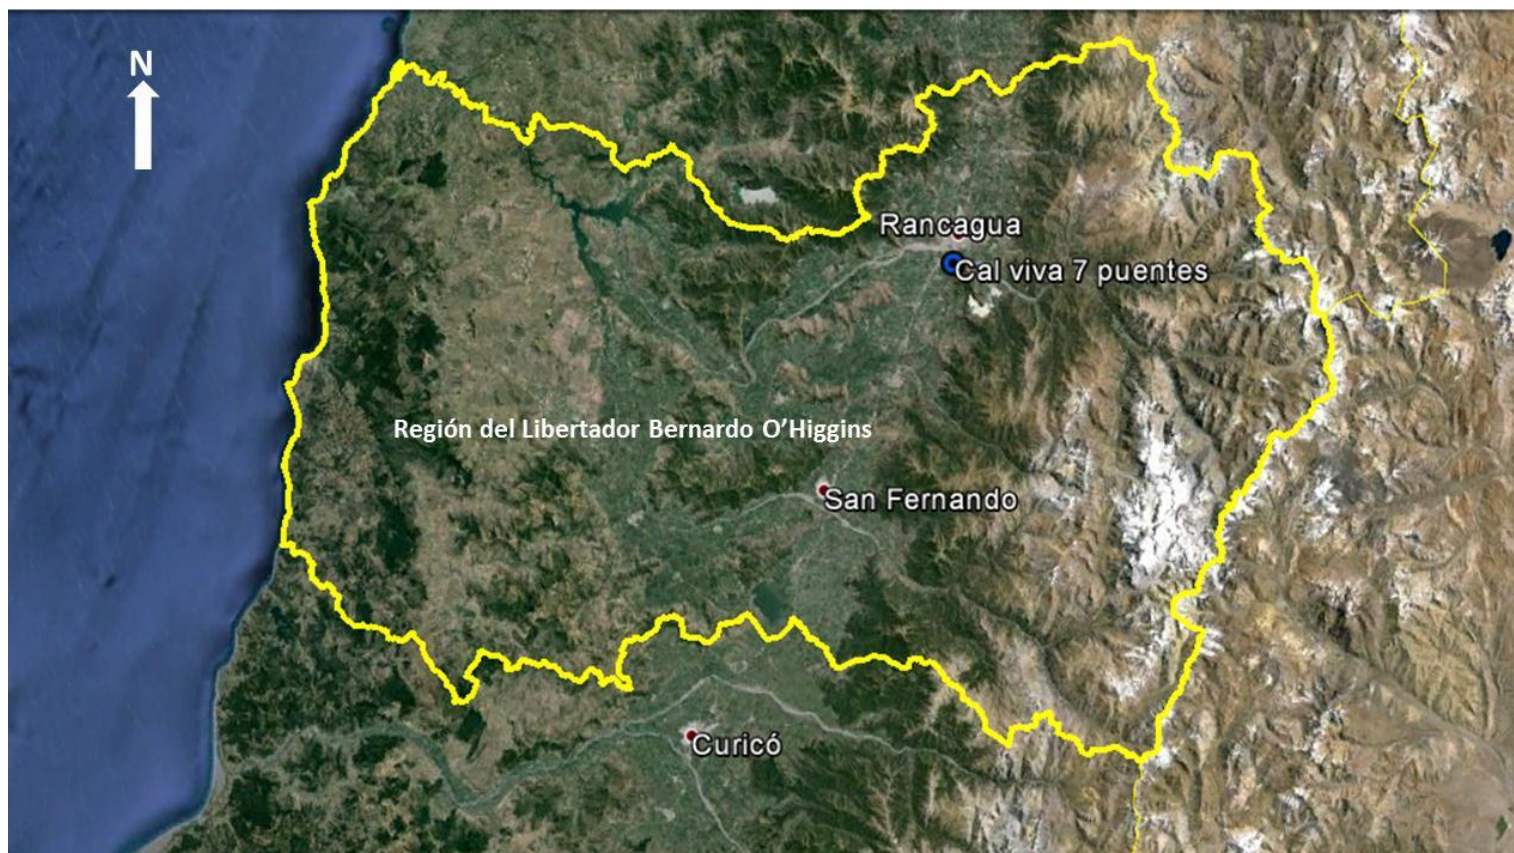 N
Rancagua
Cal viva 7 puentes
Región del Libertador Bernardo O’Higgins
San Fernando
Curicó